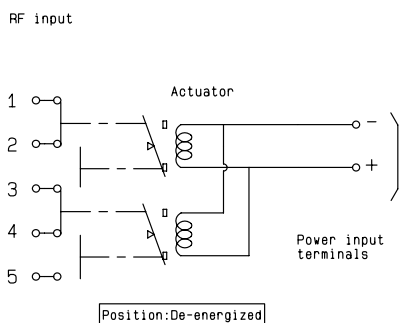 RF input
Actuator
1
2
3
4
5
−
+
Power input
terminals
Position:De-energized